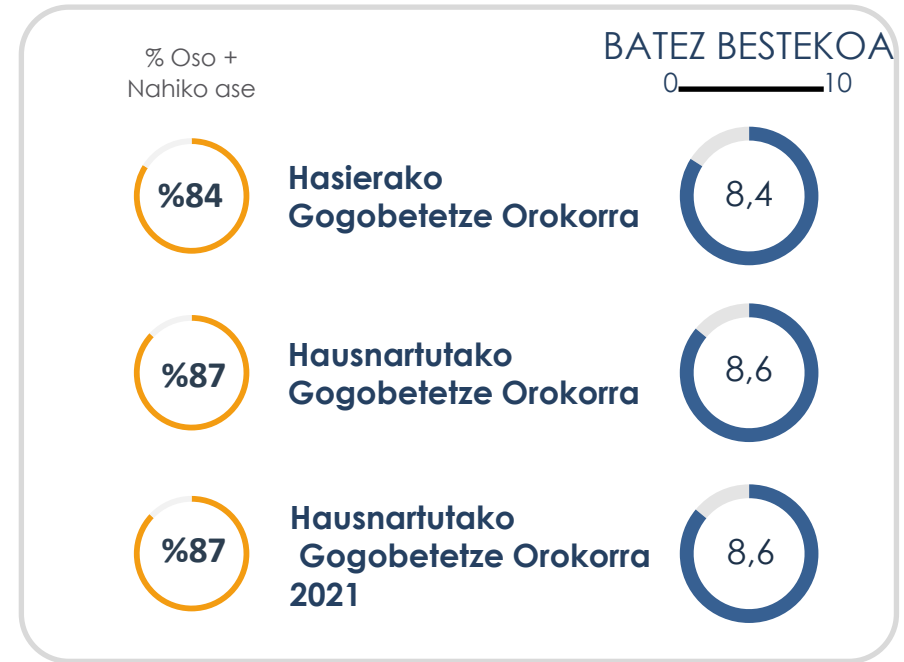 % Oso +
Nahiko ase
BATEZ BESTEKOA
0 10
%84
Hasierako
Gogobetetze Orokorra
8,4
%87
Hausnartutako
Gogobetetze Orokorra
8,6
%87
Hausnartutako
Gogobetetze Orokorra
2021
8,6